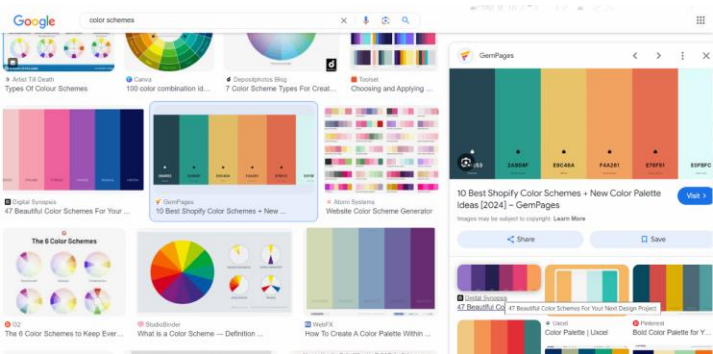 Google
color schemes
Artist Till Death
Types Of Colour Schemes
Canva
100 color combination id...
Depositphotos Blog
7 Color Scheme Types For Creat...
Toolset
Choosing and Applying ...
Digital Synopsis
47 Beautiful Color Schemes For Your ...
GemPages
10 Best Shopify Color Schemes + New ...
Atomi Systems
Website Color Scheme Generator
The 6 Color Schemes
G2
The 6 Color Schemes to Keep Ever...
StudioBinder
What is a Color Scheme — Definition ...
WebFX
How To Create A Color Palette Within ...
GemPages
2A9D8F
E9C46A
F4A261
E76F51
10 Best Shopify Color Schemes + New Color Palette
Ideas [2024] – GemPages
Visit
Images may be subject to copyright. Learn More
Share
Save
Digital Synopsis
47 Beautiful Co
47 Beautiful Color Schemes For Your Next Design Project
Uxcel
Color Palette | Uxcel
Pinterest
Bold Color Palette for Y...